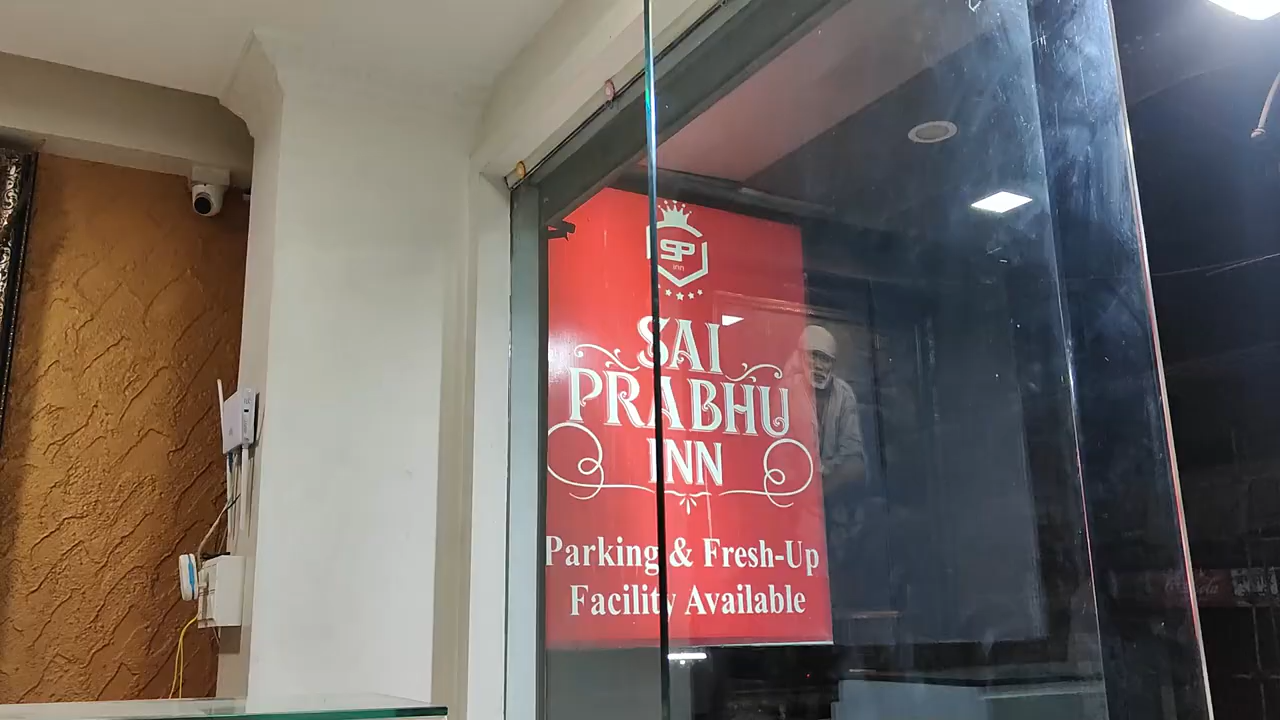 SP
inn
SAI
PRABHU
INN
Parking & Fresh-Up
Facility Available